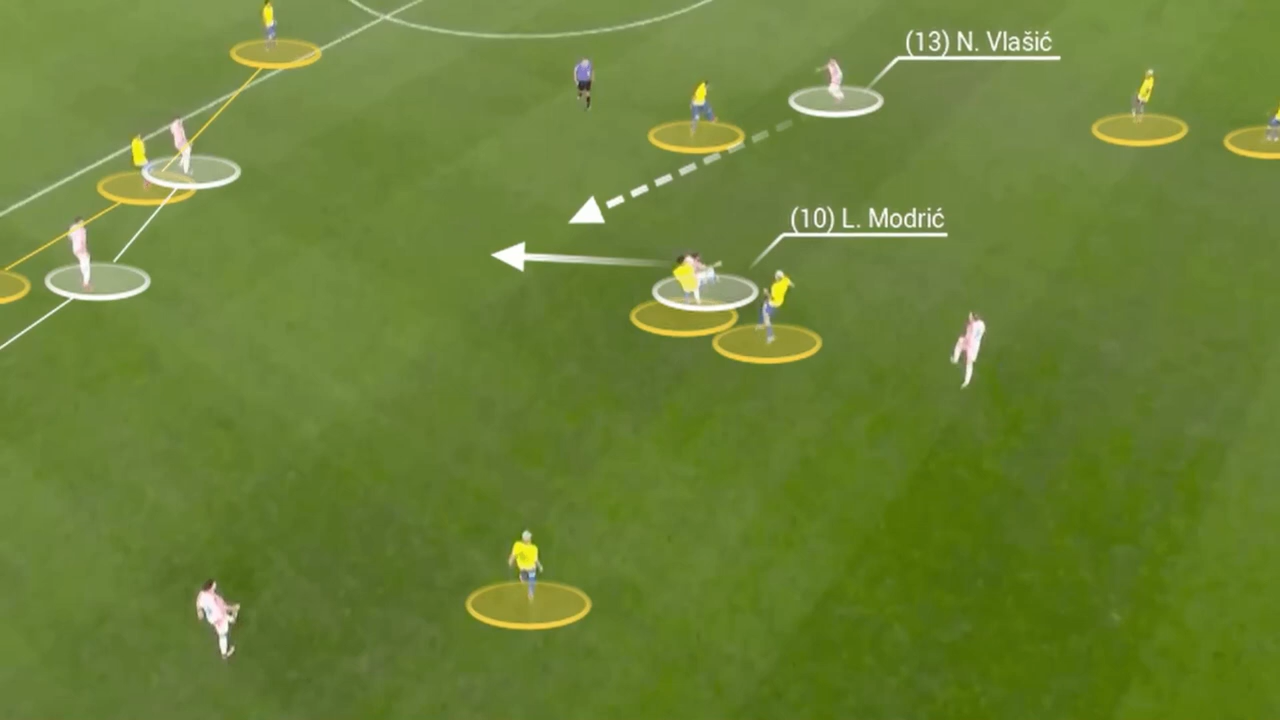 (13) N. Vlašić
(10) L. Modrić